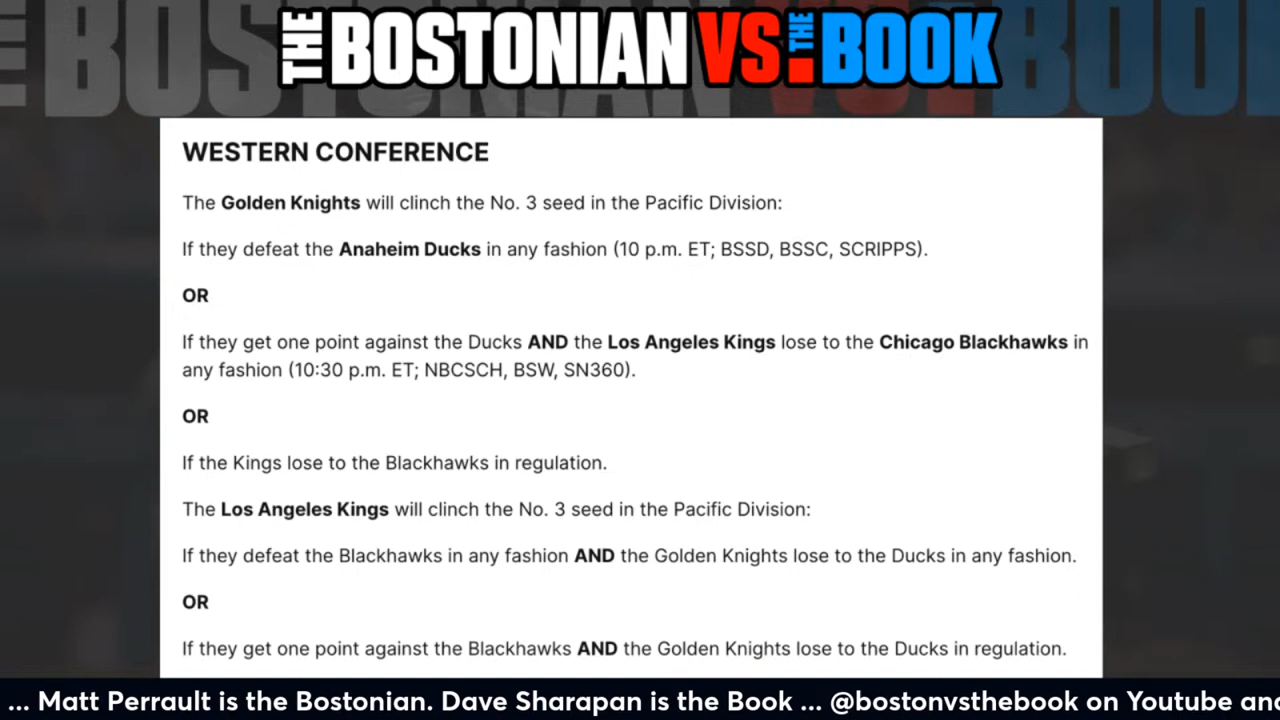 THE BOSTONIAN VS. THE BOOK
WESTERN CONFERENCE
The Golden Knights will clinch the No. 3 seed in the Pacific Division:
If they defeat the Anaheim Ducks in any fashion (10 p.m. ET; BSSD, BSSC, SCRIPPS).
OR
If they get one point against the Ducks AND the Los Angeles Kings lose to the Chicago Blackhawks in
any fashion (10:30 p.m. ET; NBCSCH, BSW, SN360).
OR
If the Kings lose to the Blackhawks in regulation.
The Los Angeles Kings will clinch the No. 3 seed in the Pacific Division:
If they defeat the Blackhawks in any fashion AND the Golden Knights lose to the Ducks in any fashion.
OR
If they get one point against the Blackhawks AND the Golden Knights lose to the Ducks in regulation.
... Matt Perrault is the Bostonian. Dave Sharapan is the Book ... @bostonvsthebook on Youtube and